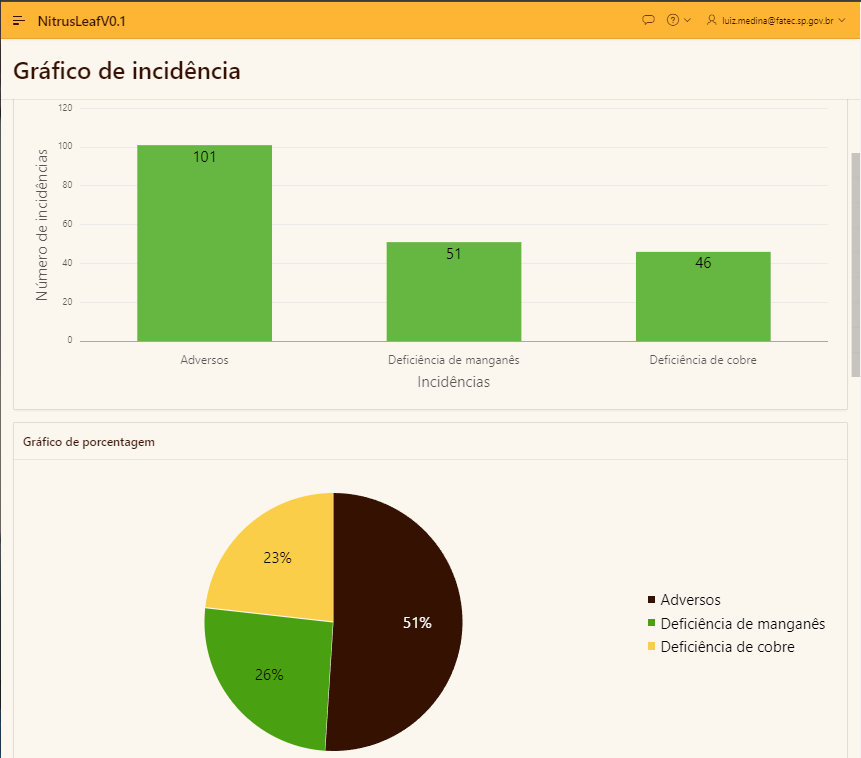 NitrusLeafV0.1
luiz.medina@fatec.sp.gov.br
Gráfico de incidência
120
100
80
60
40
20
0
Número de incidências
101
51
46
Adversos
Deficiência de manganês
Deficiência de cobre
Incidências
Gráfico de porcentagem
23%
51%
26%
Adversos
Deficiência de manganês
Deficiência de cobre